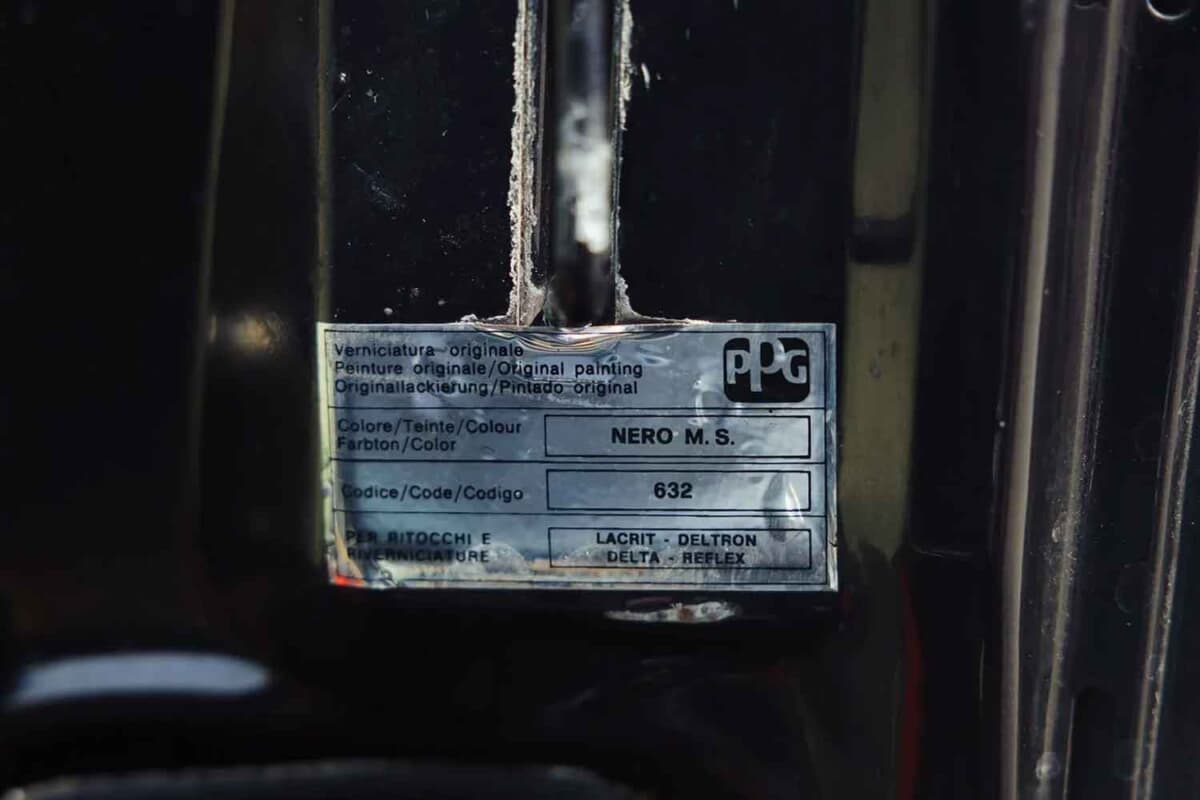 Verniciatura originale
Peinture originale/Original painting
Originallackierung/Pintado original
PPG
Colore/Teinte/Colour
Farbton/Color
NERO M. S.
Codice/Code/Codigo
632
PER RITOCCHI E
RIVERNICIATURE
LACRIT - DELTRON
DELTA - REFLEX